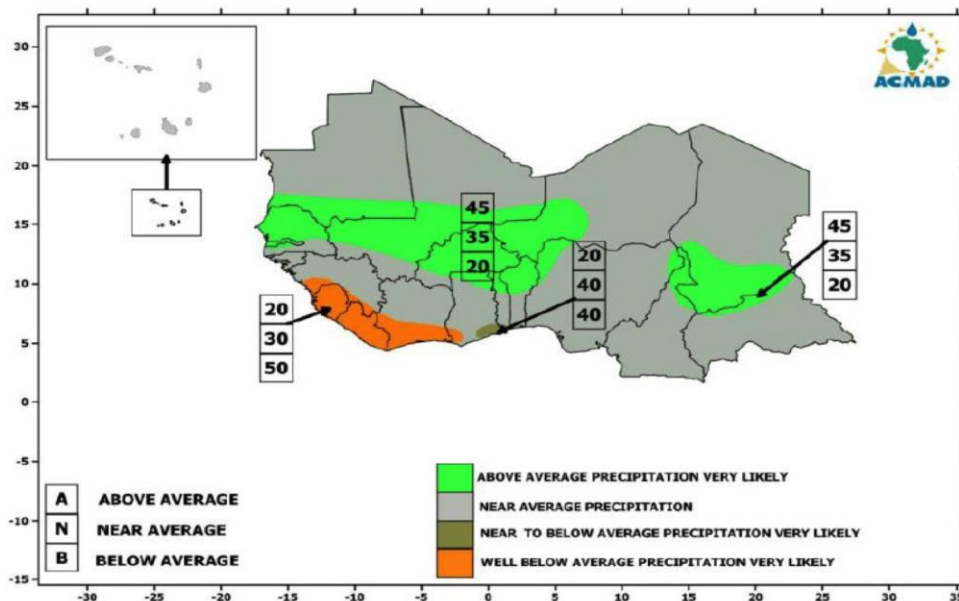 ACMAD
30
25
20
15
10
5
0
-5
-10
-15
45
35
20
20
40
40
45
35
20
20
30
50
A ABOVE AVERAGE
N NEAR AVERAGE
B BELOW AVERAGE
ABOVE AVERAGE PRECIPITATION VERY LIKELY
NEAR AVERAGE PRECIPITATION
NEAR TO BELOW AVERAGE PRECIPITATION VERY LIKELY
WELL BELOW AVERAGE PRECIPITATION VERY LIKELY
-30 -25 -20 -15 -10 -5 0 5 10 15 20 25 30 35